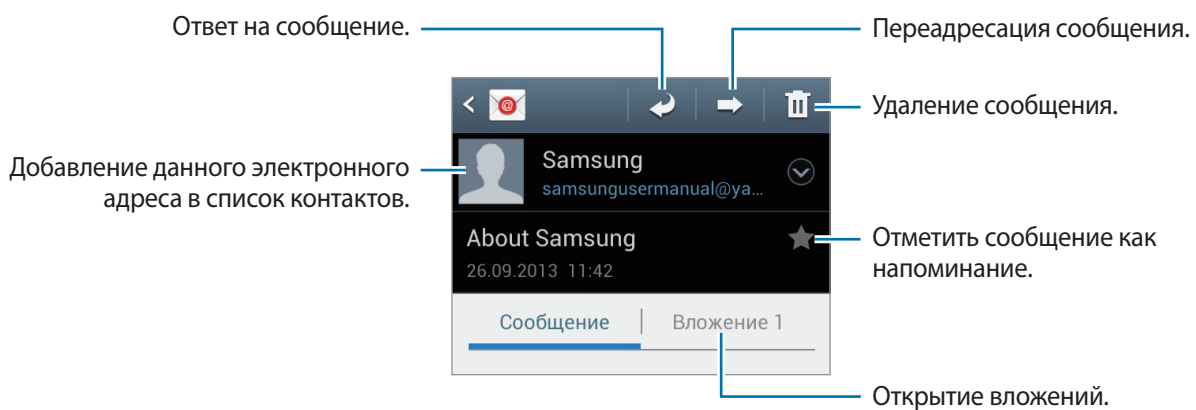 Ответ на сообщение.
Переадресация сообщения.
Удаление сообщения.
Добавление данного электронного
адреса в список контактов.
Samsung
samsungusermanual@ya...
About Samsung
26.09.2013 11:42
Отметить сообщение как
напоминание.
Сообщение
Вложение 1
Открытие вложений.